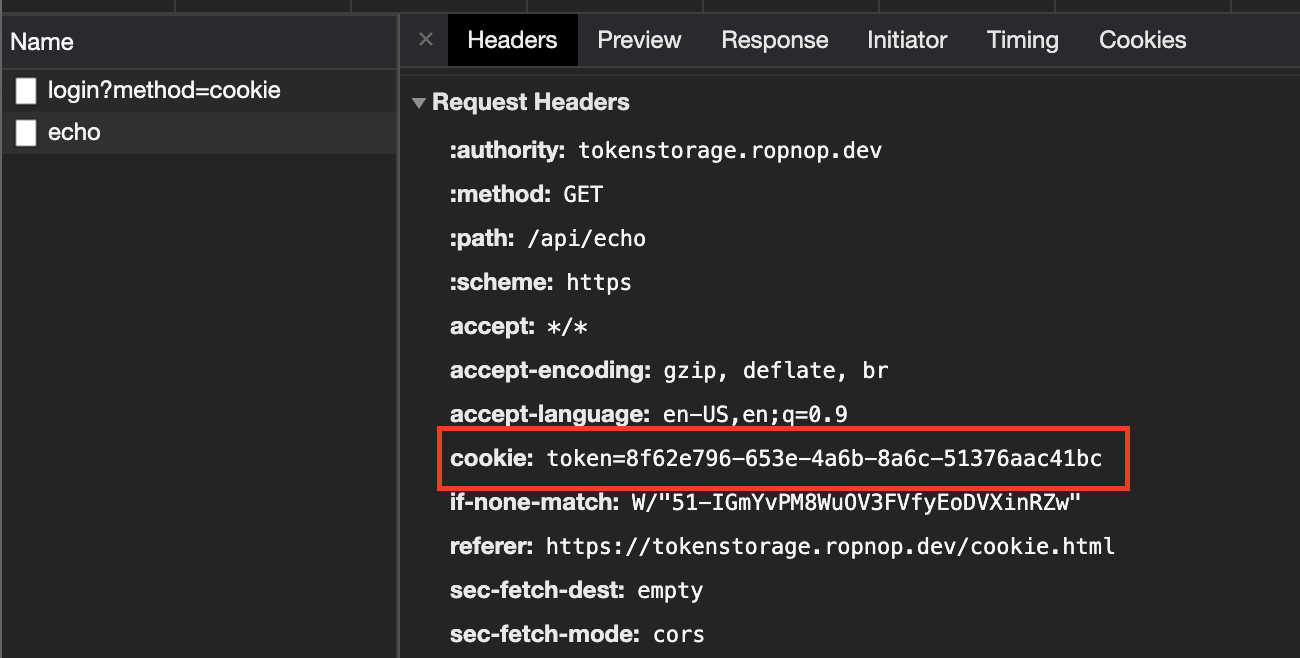 Name
login?method=cookie
echo
× Headers Preview Response Initiator Timing Cookies
Request Headers
:authority: tokenstorage.ropnop.dev
:method: GET
:path: /api/echo
:scheme: https
accept: */*
accept-encoding: gzip, deflate, br
accept-language: en-US,en;q=0.9
cookie: token=8f62e796-653e-4a6b-8a6c-51376aac41bc
if-none-match: W/"51-IGmYvPM8WuOV3FVfyEoDVXinRZw"
referer: https://tokenstorage.ropnop.dev/cookie.html
sec-fetch-dest: empty
sec-fetch-mode: cors